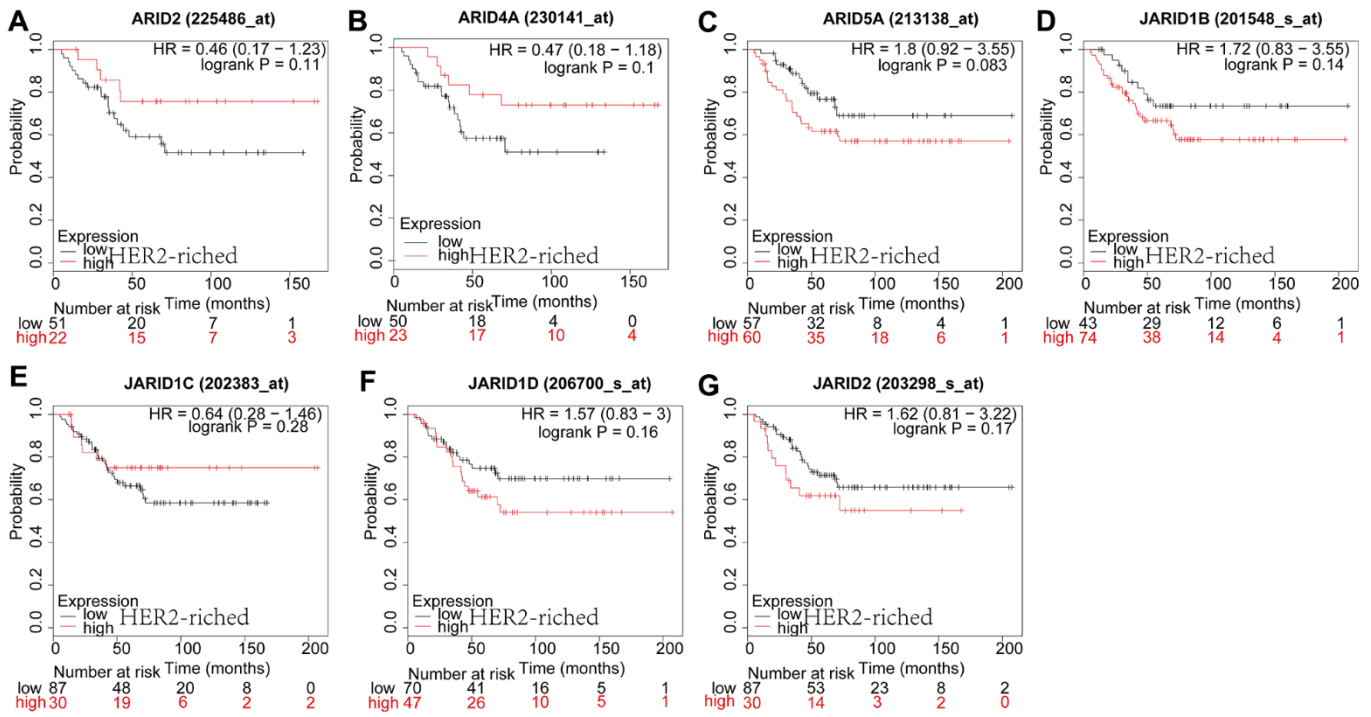 A
ARID2 (225486_at)
HR = 0.46 (0.17 − 1.23)
logrank P = 0.11
Probability
1.0
0.8
0.6
0.4
0.2
0.0
Expression
low
high
HER2-riched
0 50 100 150
Number at risk Time (months)
low 51 20 7 1
high 22 15 7 3
B
ARID4A (230141_at)
HR = 0.47 (0.18 − 1.18)
logrank P = 0.1
Probability
1.0
0.8
0.6
0.4
0.2
0.0
Expression
low
high
HER2-riched
0 50 100 150
Number at risk Time (months)
low 50 18 4 0
high 23 17 10 4
C
ARID5A (213138_at)
HR = 1.8 (0.92 − 3.55)
logrank P = 0.083
Probability
1.0
0.8
0.6
0.4
0.2
0.0
Expression
low
high
HER2-riched
0 50 100 150 200
Number at risk Time (months)
low 57 32 8 4 1
high 60 35 18 6 1
D
JARID1B (201548_s_at)
HR = 1.72 (0.83 − 3.55)
logrank P = 0.14
Probability
1.0
0.8
0.6
0.4
0.2
0.0
Expression
low
high
HER2-riched
0 50 100 150 200
Number at risk Time (months)
low 43 29 12 6 1
high 74 38 14 4 1
E
JARID1C (202383_at)
HR = 0.64 (0.28 − 1.46)
logrank P = 0.28
Probability
1.0
0.8
0.6
0.4
0.2
0.0
Expression
low
high
HER2-riched
0 50 100 150 200
Number at risk Time (months)
low 87 48 20 8 0
high 30 19 6 2 2
F
JARID1D (206700_s_at)
HR = 1.57 (0.83 − 3)
logrank P = 0.16
Probability
1.0
0.8
0.6
0.4
0.2
0.0
Expression
low
high
HER2-riched
0 50 100 150 200
Number at risk Time (months)
low 70 41 16 5 1
high 47 26 10 5 1
G
JARID2 (203298_s_at)
HR = 1.62 (0.81 − 3.22)
logrank P = 0.17
Probability
1.0
0.8
0.6
0.4
0.2
0.0
Expression
low
high
HER2-riched
0 50 100 150 200
Number at risk Time (months)
low 87 53 23 8 2
high 30 14 3 2 0